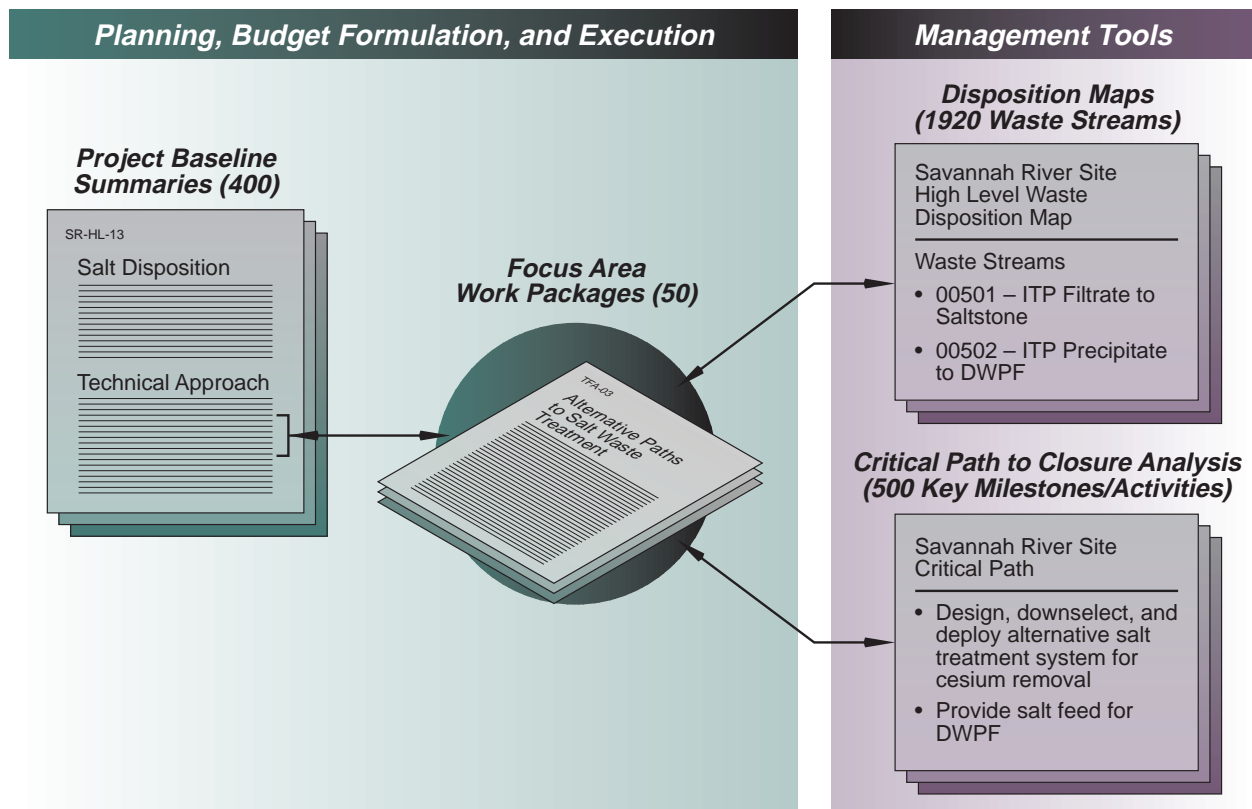 Planning, Budget Formulation, and Execution
Project Baseline
Summaries (400)
SR-HL-13
Salt Disposition
Technical Approach
Focus Area
Work Packages (50)
TFA-03
Alternative Paths
to Salt Waste
Treatment
Management Tools
Disposition Maps
(1920 Waste Streams)
Savannah River Site
High Level Waste
Disposition Map
Waste Streams
• 00501 – ITP Filtrate to
Saltstone
• 00502 – ITP Precipitate
to DWPF
Critical Path to Closure Analysis
(500 Key Milestones/Activities)
Savannah River Site
Critical Path
• Design, downselect, and
deploy alternative salt
treatment system for
cesium removal
• Provide salt feed for
DWPF